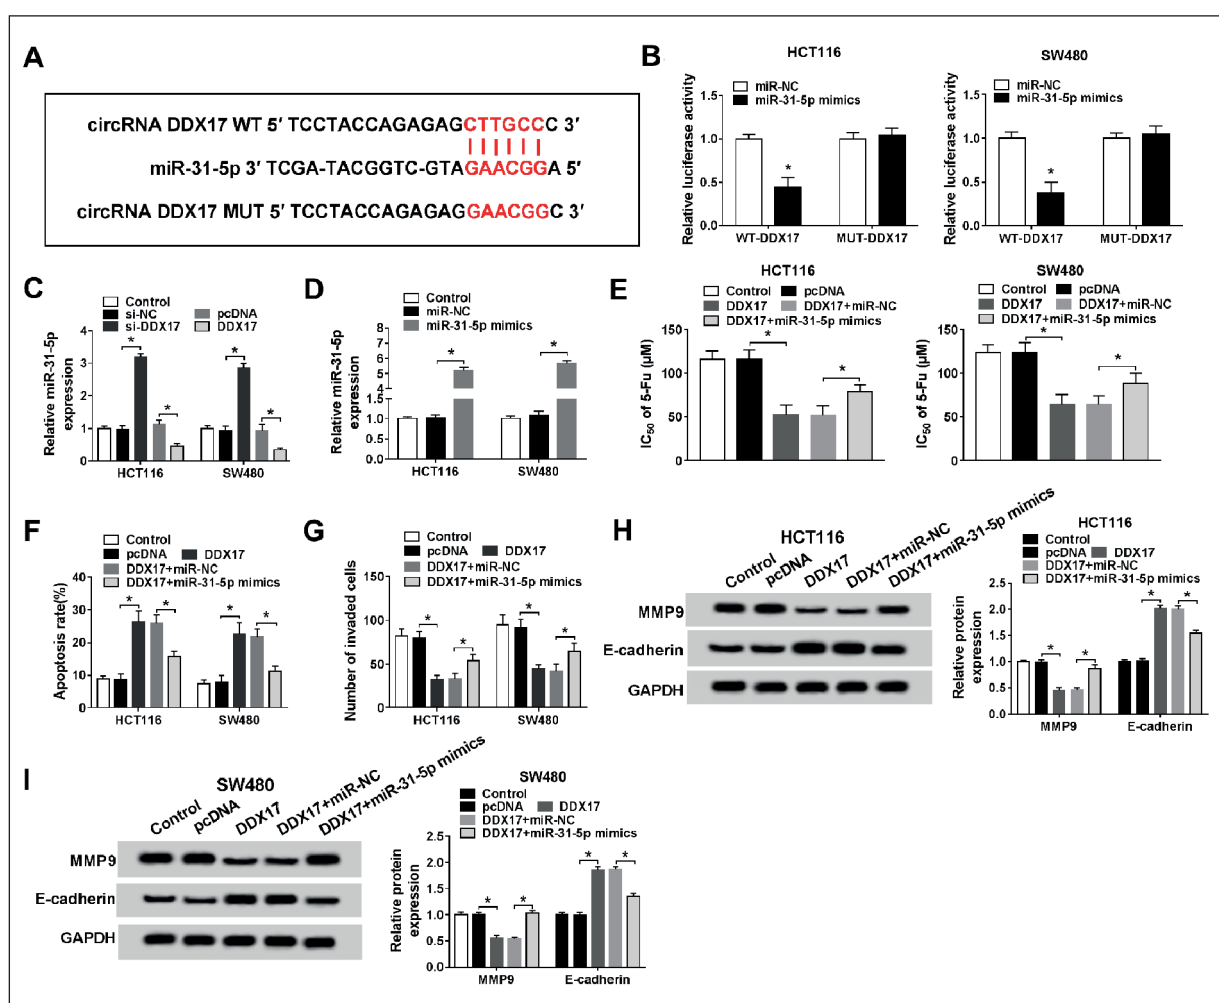 A
circRNA DDX17 WT 5′ TCCTACCAGAGAGCTTGCCC 3′
miR-31-5p 3′ TCGA-TACGGTC-GTAGAACGGA 5′
circRNA DDX17 MUT 5′ TCCTACCAGAGAGGAACGGC 3′
B
HCT116
miR-NC
miR-31-5p mimics
Relative luciferase activity
1.5
1.0
0.5
0.0
*
WT-DDX17 MUT-DDX17
SW480
miR-NC
miR-31-5p mimics
Relative luciferase activity
1.5
1.0
0.5
0.0
*
WT-DDX17 MUT-DDX17
C
Control
si-NC pcDNA
si-DDX17 DDX17
Relative miR-31-5p
expression
4
3
2
1
0
* * * *
HCT116 SW480
D
Control
miR-NC
miR-31-5p mimics
Relative miR-31-5p
expression
8
7
6
5
4
1.5
1.0
0.5
0.0
* *
HCT116 SW480
E
HCT116
Control pcDNA
DDX17 DDX17+miR-NC
DDX17+miR-31-5p mimics
IC50 of 5-Fu (μM)
150
100
50
0
* *
SW480
Control pcDNA
DDX17 DDX17+miR-NC
DDX17+miR-31-5p mimics
IC50 of 5-Fu (μM)
150
100
50
0
* *
F
Control
pcDNA DDX17
DDX17+miR-NC
DDX17+miR-31-5p mimics
Apoptosis rate(%)
40
30
20
10
0
* * * *
HCT116 SW480
G
Control
pcDNA DDX17
DDX17+miR-NC
DDX17+miR-31-5p mimics
Number of invaded cells
150
100
50
0
* * * *
HCT116 SW480
H
HCT116
Control pcDNA DDX17 DDX17+miR-NC DDX17+miR-31-5p mimics
MMP9
E-cadherin
GAPDH
HCT116
Control
pcDNA DDX17
DDX17+miR-NC
DDX17+miR-31-5p mimics
Relative protein
expression
2.5
2.0
1.5
1.0
0.5
0.0
* * * *
MMP9 E-cadherin
I
SW480
Control pcDNA DDX17 DDX17+miR-NC DDX17+miR-31-5p mimics
MMP9
E-cadherin
GAPDH
SW480
Control
pcDNA DDX17
DDX17+miR-NC
DDX17+miR-31-5p mimics
Relative protein
expression
2.5
2.0
1.5
1.0
0.5
0.0
* * * *
MMP9 E-cadherin